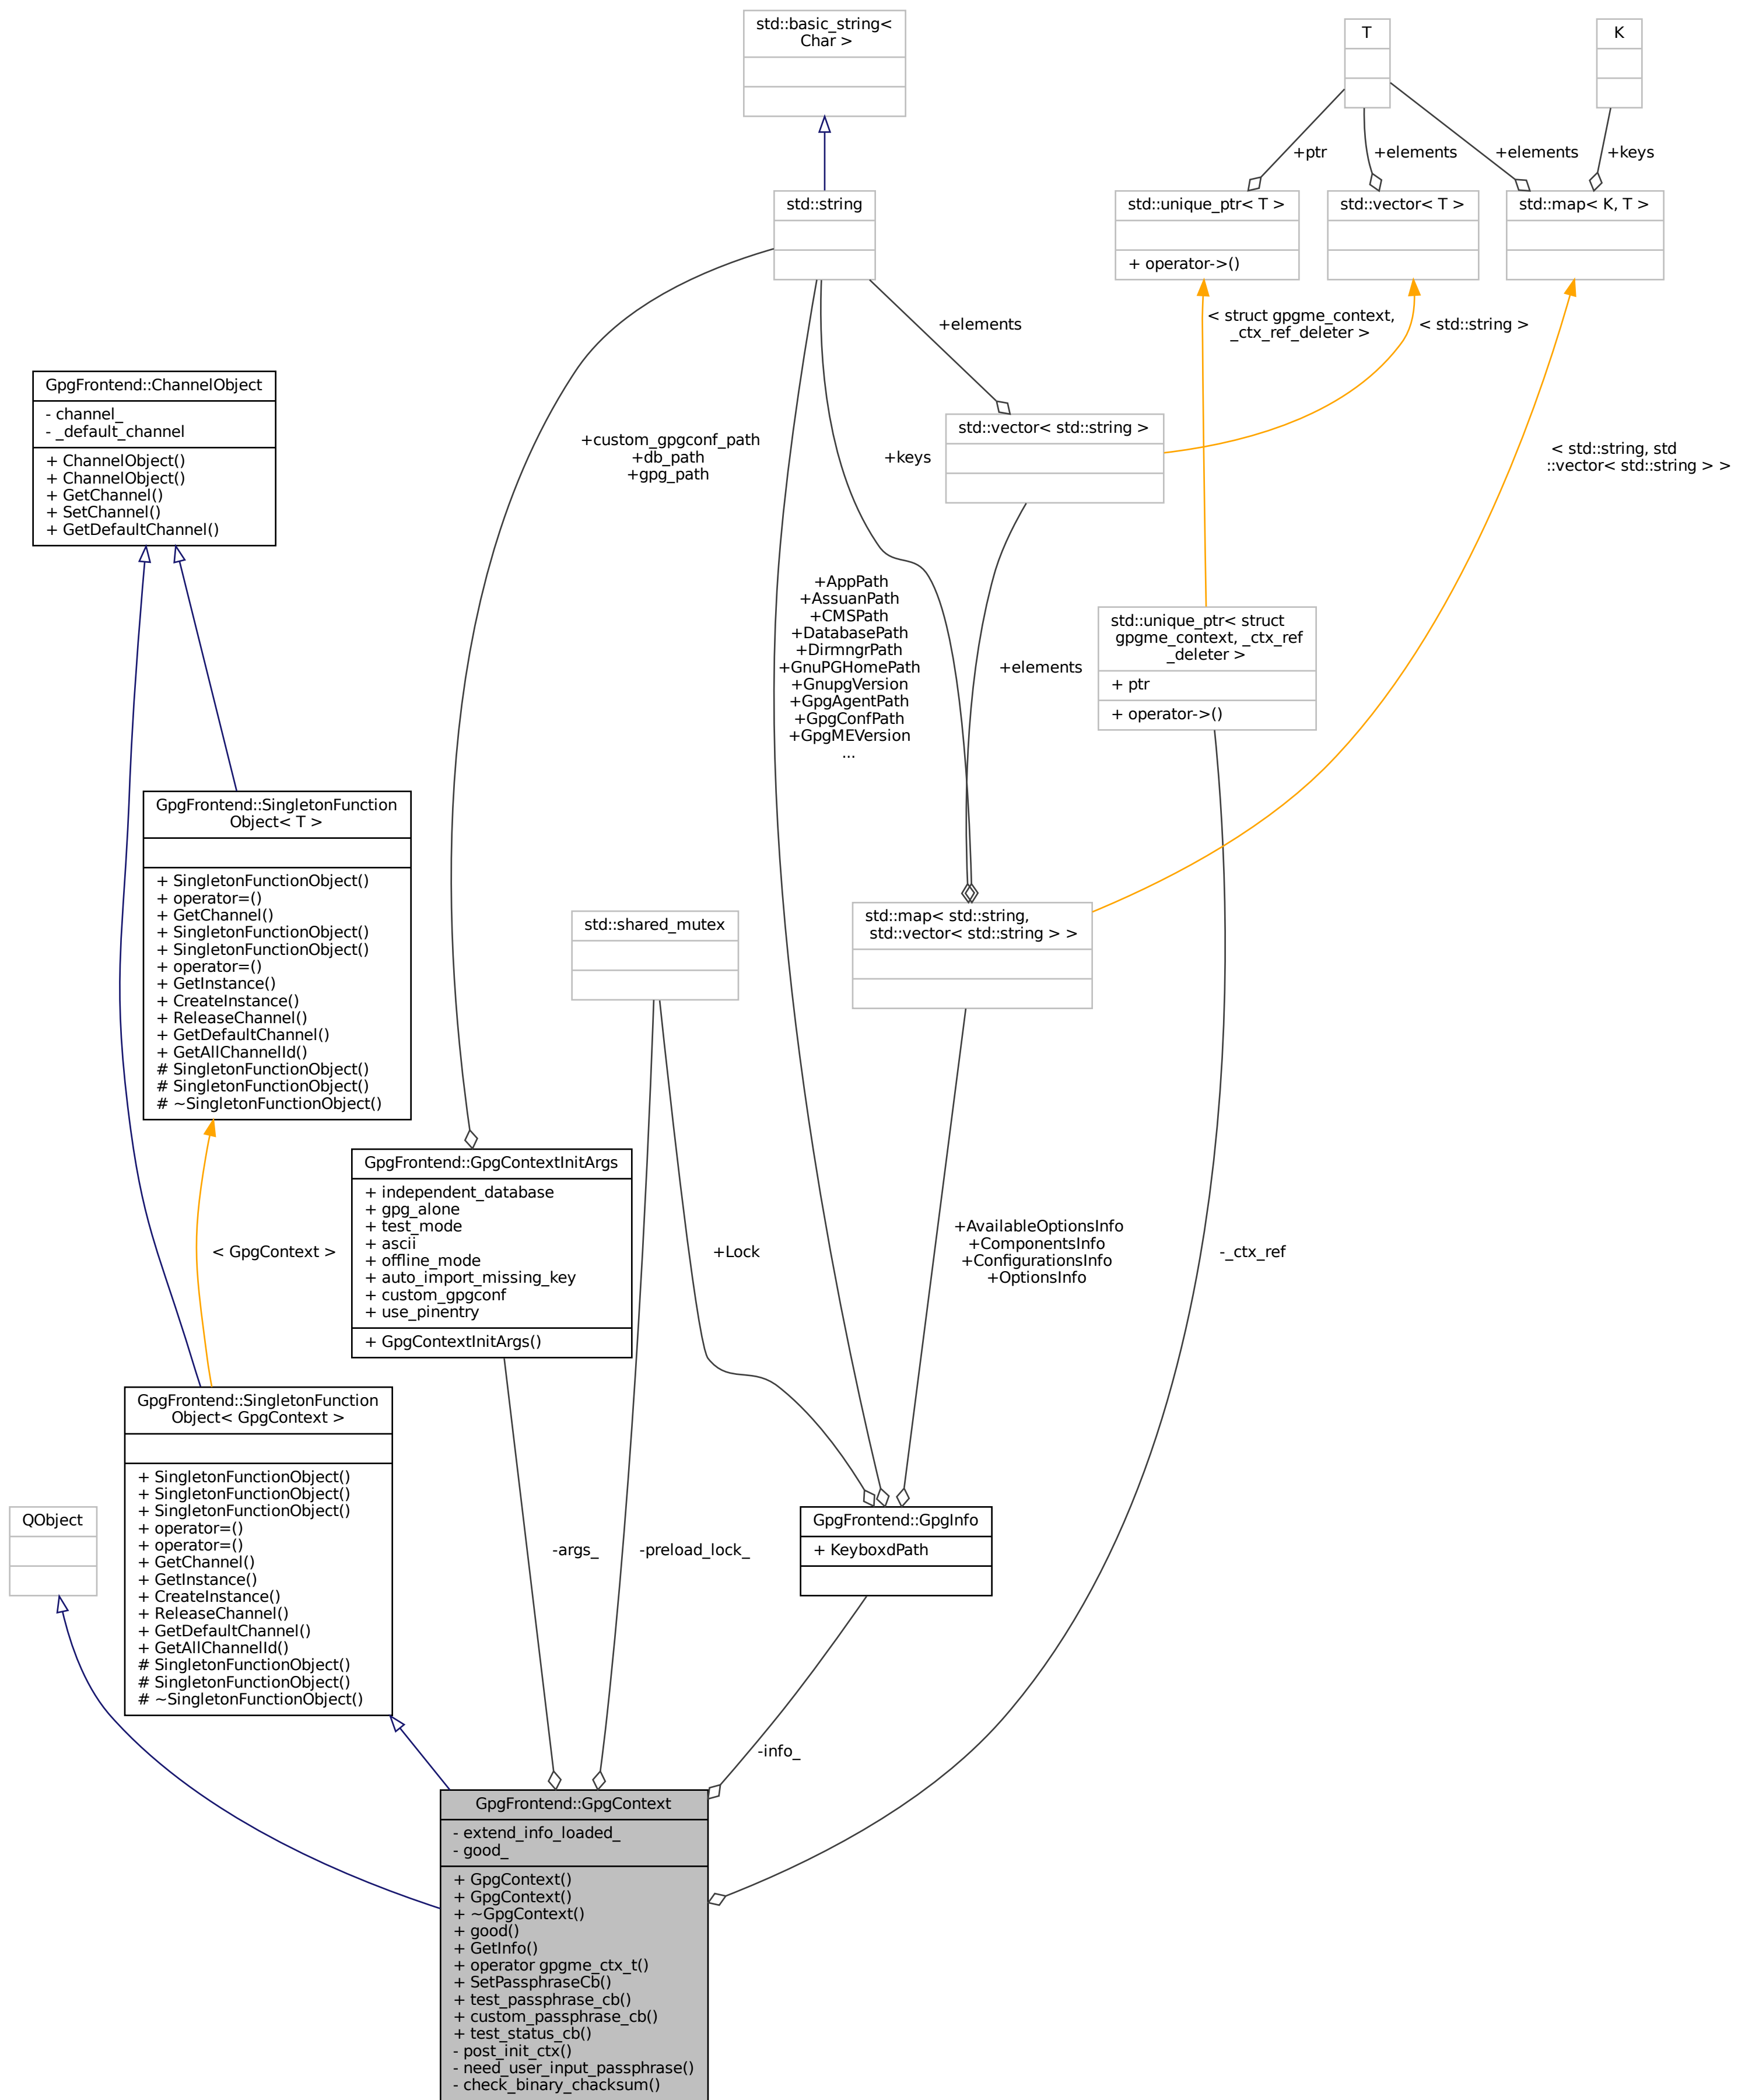 std::basic_string<
Char >
T
K
+ptr
+elements
+elements
+keys
std::string
std::unique_ptr< T >
+ operator->()
std::vector< T >
std::map< K, T >
+elements
< struct gpgme_context,
_ctx_ref_deleter >
< std::string >
GpgFrontend::ChannelObject
- channel_
- _default_channel
+ ChannelObject()
+ ChannelObject()
+ GetChannel()
+ SetChannel()
+ GetDefaultChannel()
+custom_gpgconf_path
+db_path
+gpg_path
+keys
std::vector< std::string >
< std::string, std
::vector< std::string > >
+AppPath
+AssuanPath
+CMSPath
+DatabasePath
+DirmngrPath
+GnuPGHomePath
+GnupgVersion
+GpgAgentPath
+GpgConfPath
+GpgMEVersion
...
+elements
std::unique_ptr< struct
gpgme_context, _ctx_ref
_deleter >
+ ptr
+ operator->()
GpgFrontend::SingletonFunction
Object< T >
+ SingletonFunctionObject()
+ operator=()
+ GetChannel()
+ SingletonFunctionObject()
+ SingletonFunctionObject()
+ operator=()
+ GetInstance()
+ CreateInstance()
+ ReleaseChannel()
+ GetDefaultChannel()
+ GetAllChannelId()
# SingletonFunctionObject()
# SingletonFunctionObject()
# ~SingletonFunctionObject()
std::shared_mutex
std::map< std::string,
std::vector< std::string > >
< GpgContext >
GpgFrontend::GpgContextInitArgs
+ independent_database
+ gpg_alone
+ test_mode
+ ascii
+ offline_mode
+ auto_import_missing_key
+ custom_gpgconf
+ use_pinentry
+ GpgContextInitArgs()
+Lock
+AvailableOptionsInfo
+ComponentsInfo
+ConfigurationsInfo
+OptionsInfo
-_ctx_ref
QObject
GpgFrontend::SingletonFunction
Object< GpgContext >
+ SingletonFunctionObject()
+ SingletonFunctionObject()
+ SingletonFunctionObject()
+ operator=()
+ operator=()
+ GetChannel()
+ GetInstance()
+ CreateInstance()
+ ReleaseChannel()
+ GetDefaultChannel()
+ GetAllChannelId()
# SingletonFunctionObject()
# SingletonFunctionObject()
# ~SingletonFunctionObject()
-args_
-preload_lock_
GpgFrontend::GpgInfo
+ KeyboxdPath
-info_
GpgFrontend::GpgContext
- extend_info_loaded_
- good_
+ GpgContext()
+ GpgContext()
+ ~GpgContext()
+ good()
+ GetInfo()
+ operator gpgme_ctx_t()
+ SetPassphraseCb()
+ test_passphrase_cb()
+ custom_passphrase_cb()
+ test_status_cb()
- post_init_ctx()
- need_user_input_passphrase()
- check_binary_chacksum()